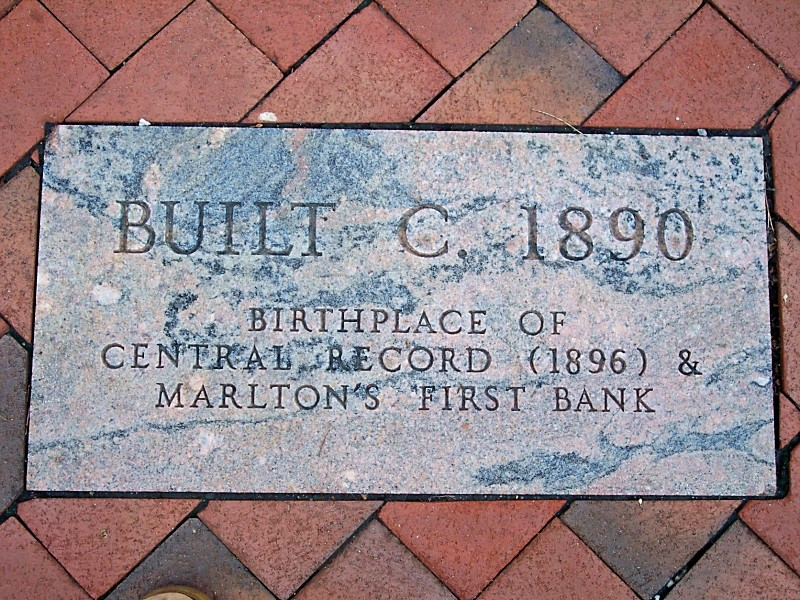 BUILT C. 1890
BIRTHPLACE OF
CENTRAL RECORD (1896) &
MARLTON'S FIRST BANK